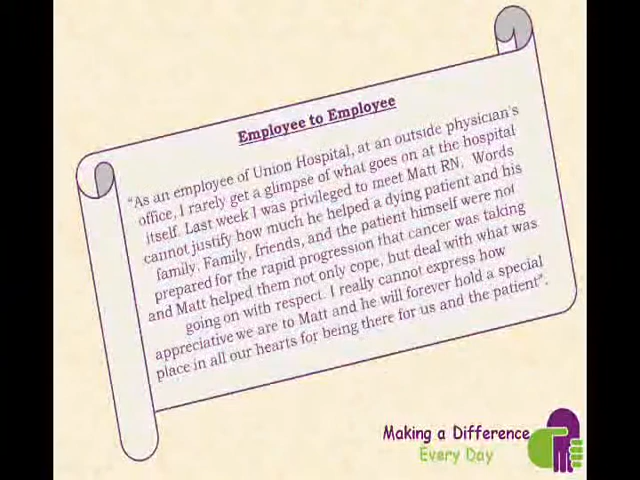 Employee to Employee
"As an employee of Union Hospital, at an outside physician's
office, I rarely get a glimpse of what goes on at the hospital
itself. Last week I was privileged to meet Matt RN. Words
cannot justify how much he helped a dying patient and his
family. Family, friends, and the patient himself were not
prepared for the rapid progression that cancer was taking
and Matt helped them not only cope, but deal with what was
going on with respect. I really cannot express how
appreciative we are to Matt and he will forever hold a special
place in all our hearts for being there for us and the patient".
Making a Difference
Every Day